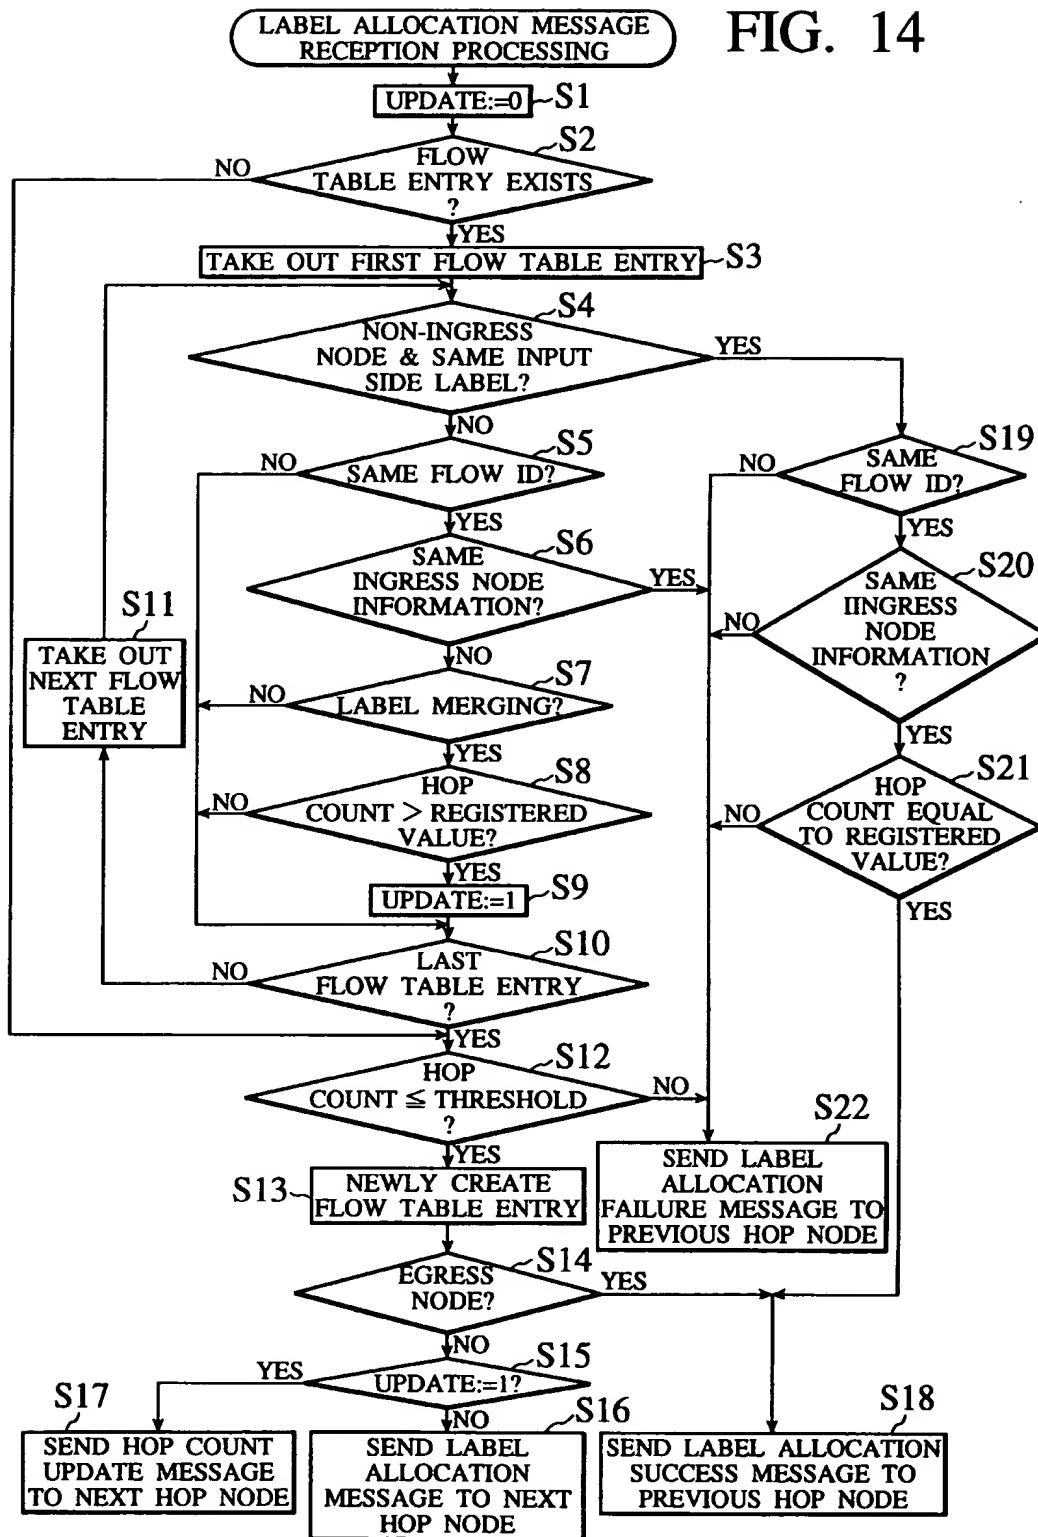 LABEL ALLOCATION MESSAGE
RECEPTION PROCESSING
FIG. 14
UPDATE:=0
S1
S2
NO
FLOW
TABLE ENTRY EXISTS
?
YES
TAKE OUT FIRST FLOW TABLE ENTRY
S3
S4
NON-INGRESS
NODE & SAME INPUT
SIDE LABEL?
YES
NO
S5
NO
SAME FLOW ID?
YES
S19
NO
SAME
FLOW ID?
YES
S6
SAME
INGRESS NODE
INFORMATION?
YES
NO
S20
SAME
IINGRESS
NODE
INFORMATION
?
NO
YES
S11
TAKE OUT
NEXT FLOW
TABLE
ENTRY
S7
NO
LABEL MERGING?
YES
S8
HOP
COUNT > REGISTERED
VALUE?
NO
YES
S21
HOP
COUNT EQUAL
TO REGISTERED
VALUE?
NO
YES
UPDATE:=1
S9
S10
LAST
FLOW TABLE ENTRY
?
NO
YES
S12
HOP
COUNT ≦ THRESHOLD
?
NO
YES
S22
SEND LABEL
ALLOCATION
FAILURE MESSAGE TO
PREVIOUS HOP NODE
S13
NEWLY CREATE
FLOW TABLE ENTRY
S14
EGRESS
NODE?
YES
NO
S15
YES
UPDATE:=1?
NO
S17
SEND HOP COUNT
UPDATE MESSAGE
TO NEXT HOP NODE
S16
SEND LABEL
ALLOCATION
MESSAGE TO NEXT
HOP NODE
S18
SEND LABEL ALLOCATION
SUCCESS MESSAGE TO
PREVIOUS HOP NODE